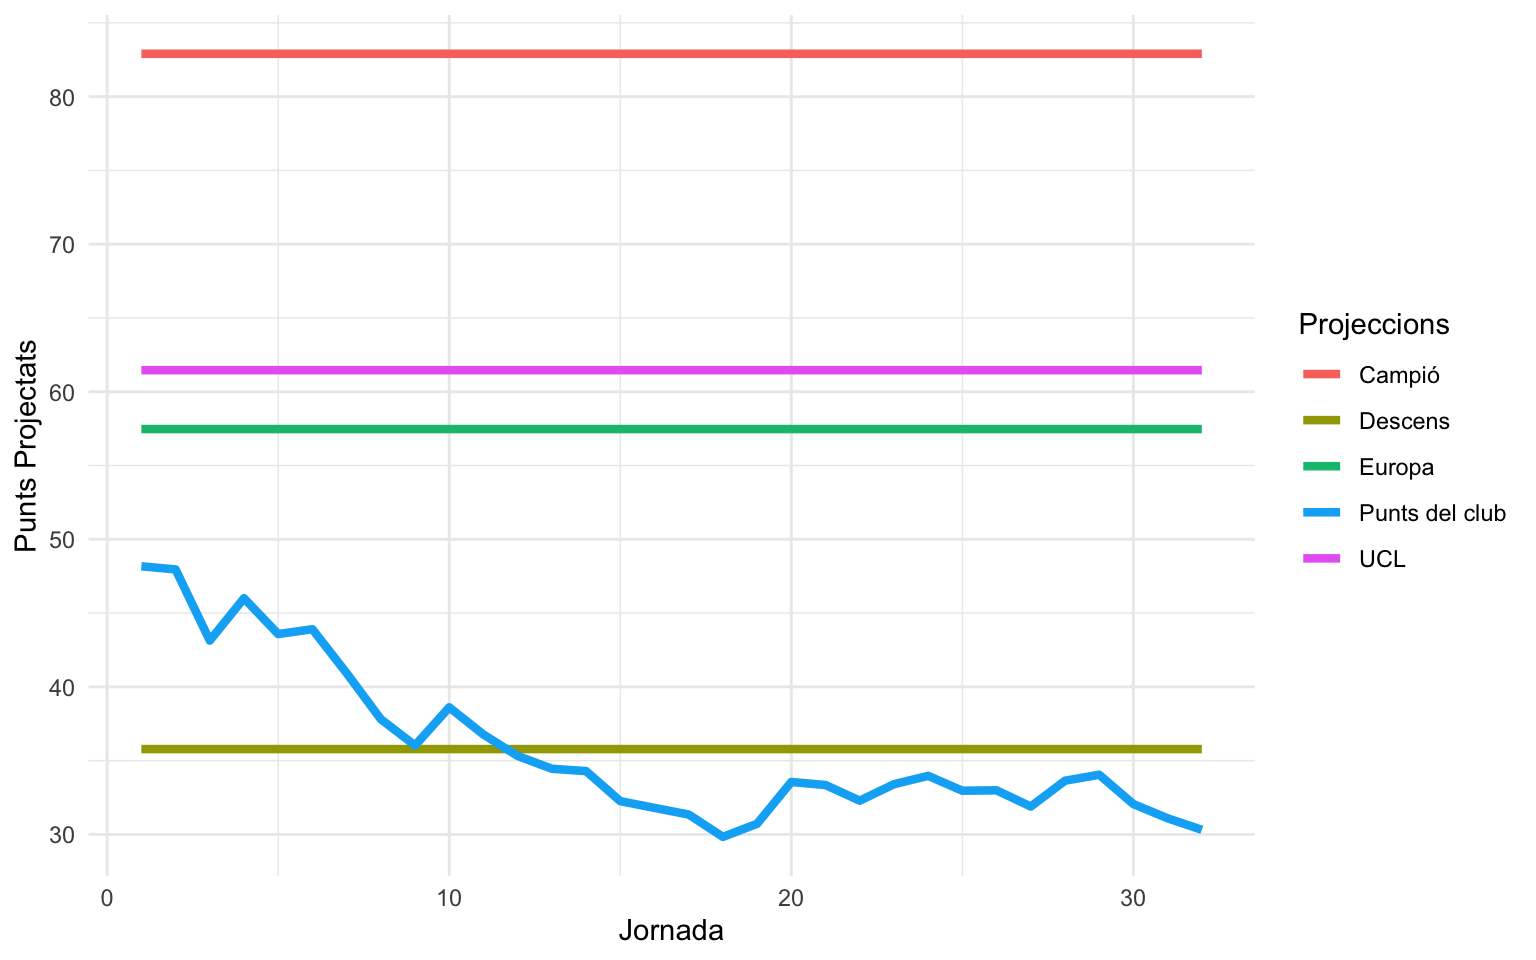 80
70
60
50
40
30
Punts Projectats
0
10
20
30
Jornada
Projeccions
Campió
Descens
Europa
Punts del club
UCL